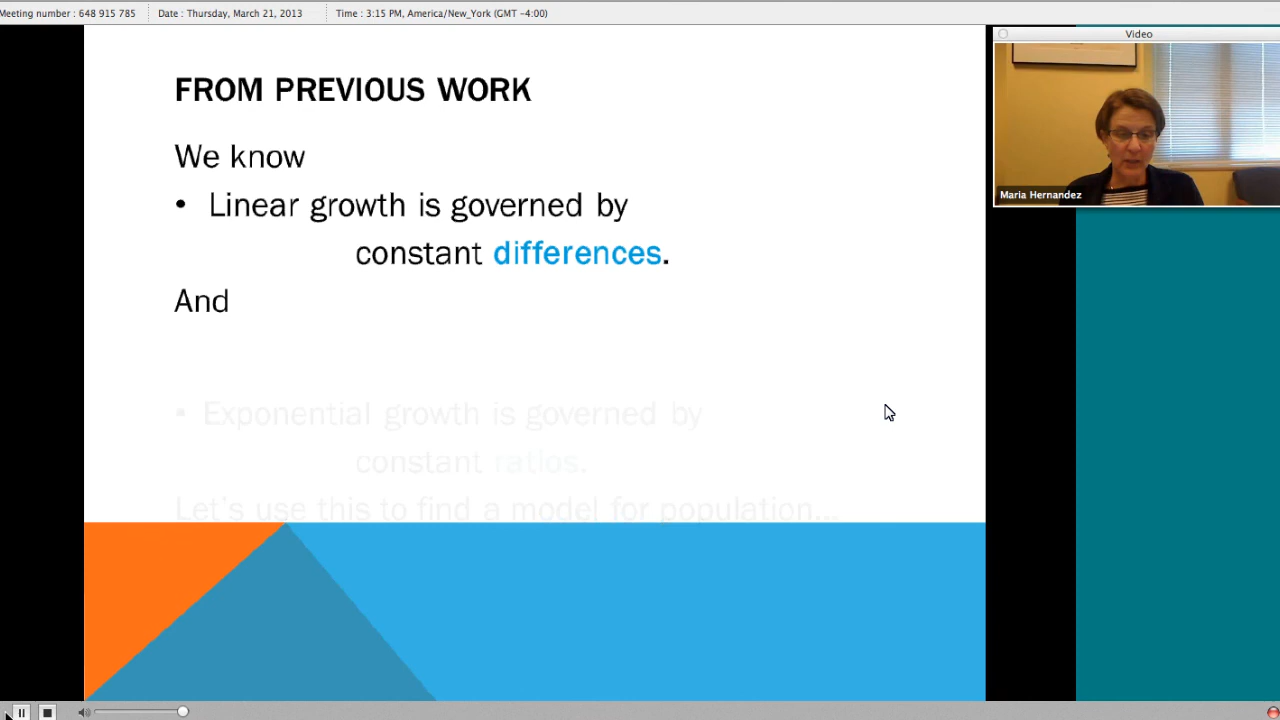 Meeting number : 648 915 785 Date : Thursday, March 21, 2013 Time : 3:15 PM, America/New_York (GMT -4:00)
Video
FROM PREVIOUS WORK
We know
• Linear growth is governed by
constant differences.
And
Maria Hernandez
• Exponential growth is governed by
constant ratios.
Let's use this to find a model for population...